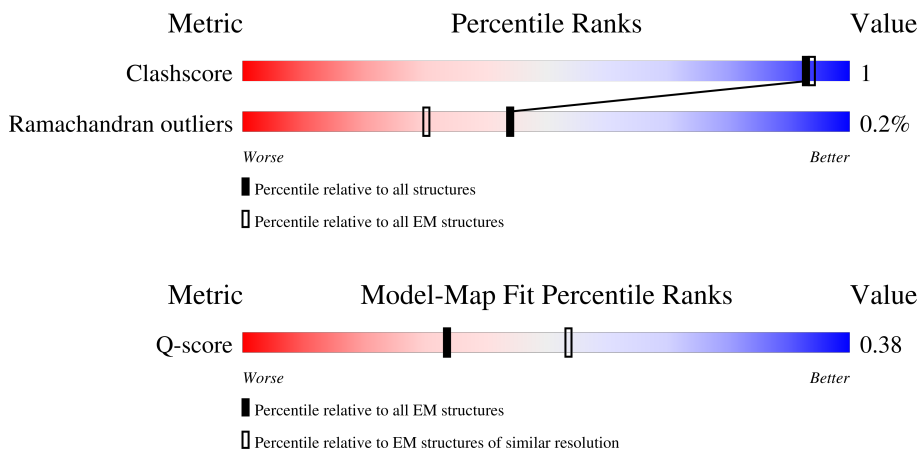 Metric Percentile Ranks Value
Clashscore 1
Ramachandran outliers 0.2%
Worse Better
Percentile relative to all structures
Percentile relative to all EM structures
Metric Model-Map Fit Percentile Ranks Value
Q-score 0.38
Worse Better
Percentile relative to all EM structures
Percentile relative to EM structures of similar resolution